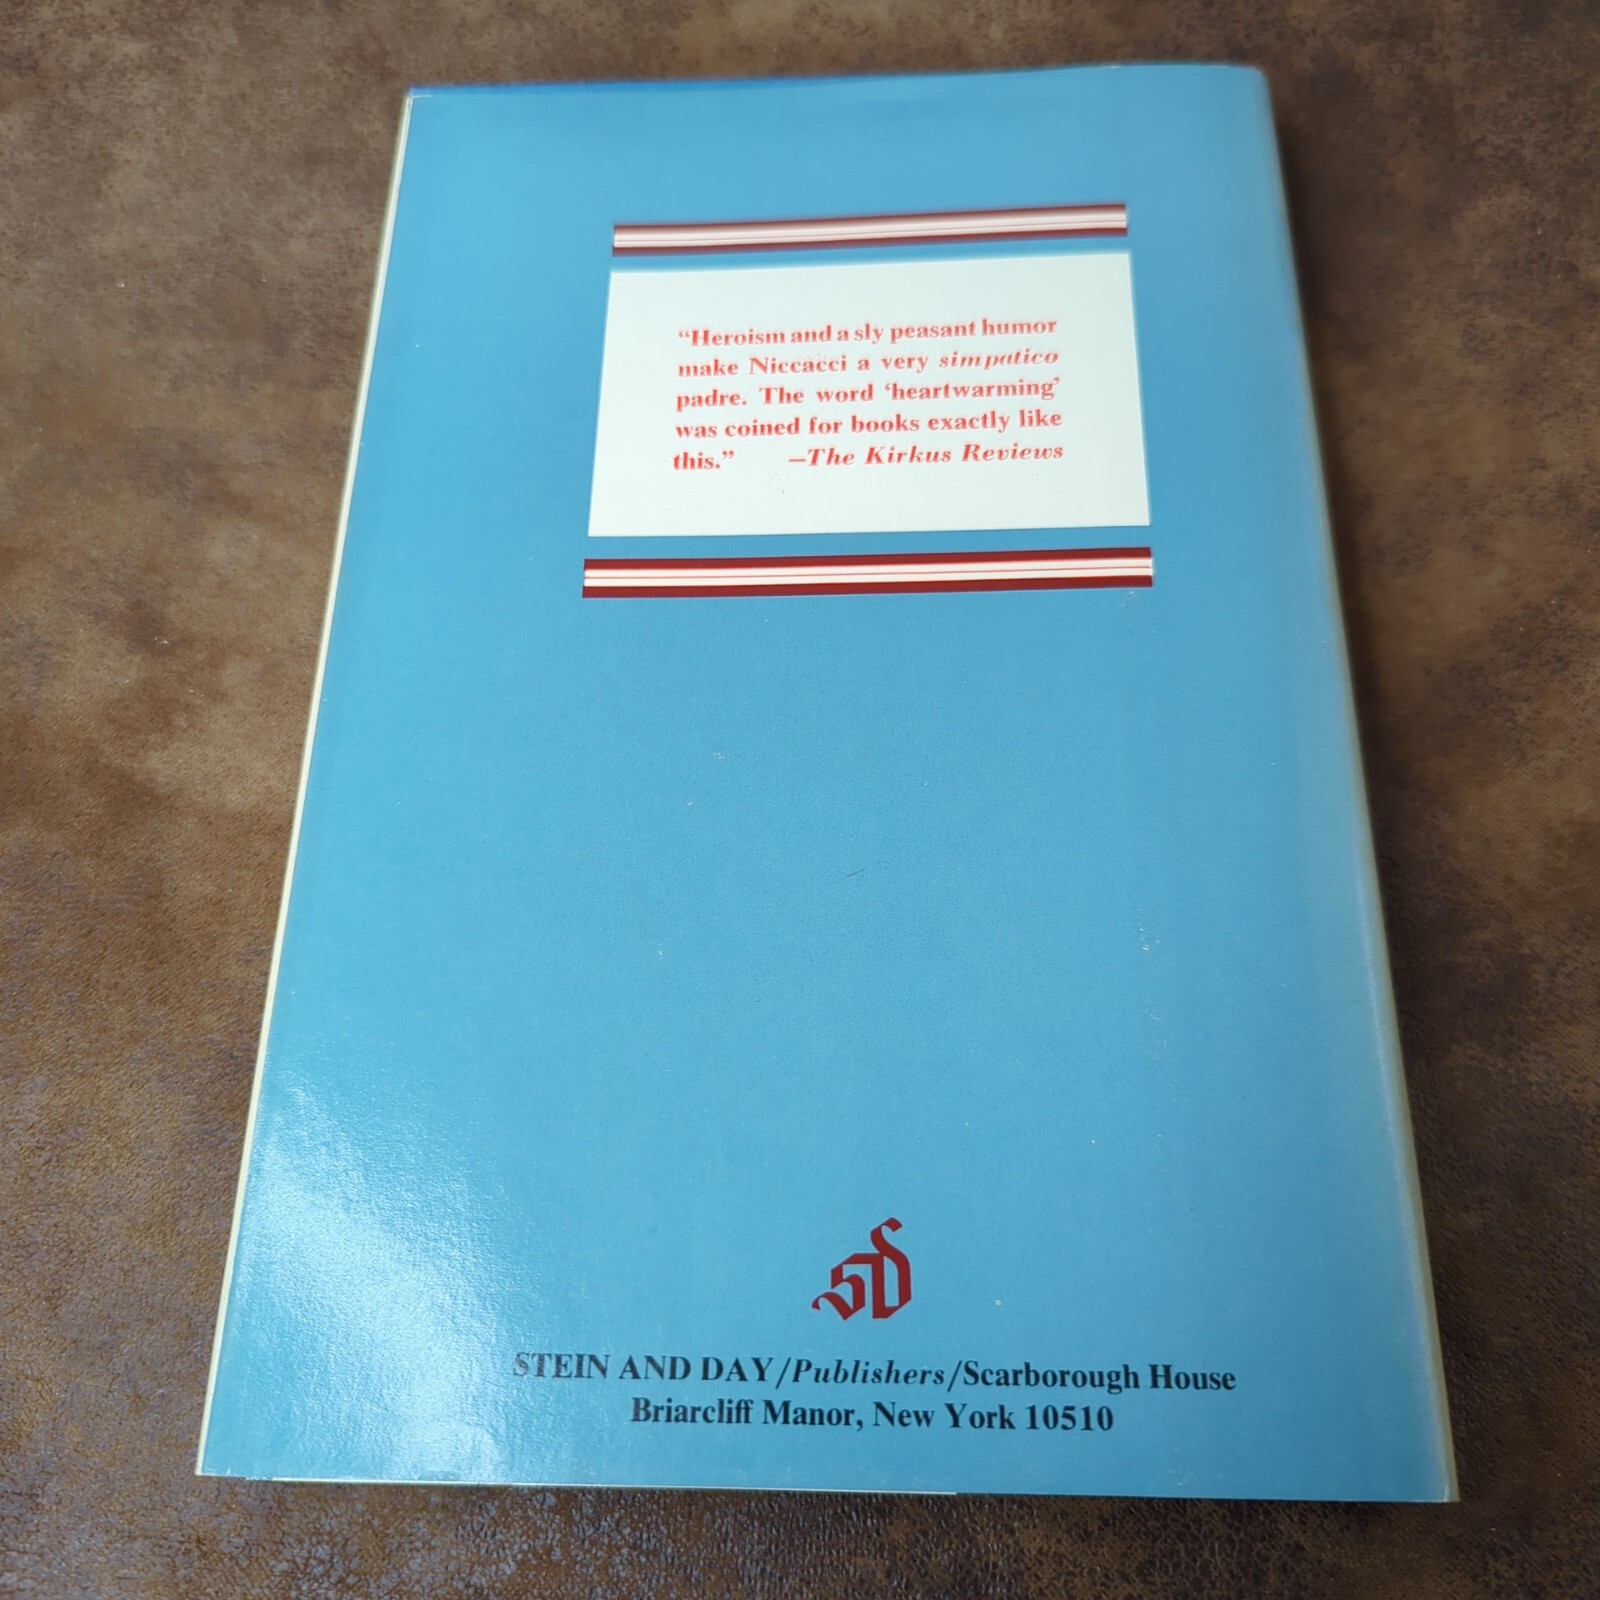 “Heroism and a sly peasant humor
make Niccacci a very simpatico
padre. The word ‘heartwarming’
was coined for books exactly like
this.” –The Kirkus Reviews
SD
STEIN AND DAY/Publishers/Scarborough House
Briarcliff Manor, New York 10510